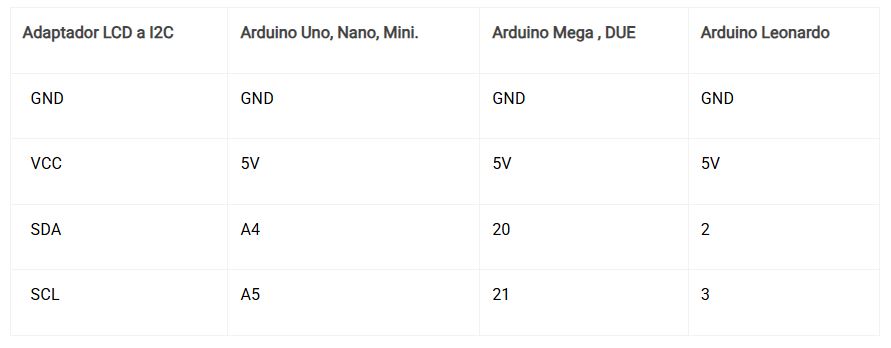 Adaptador LCD a I2C Arduino Uno, Nano, Mini. Arduino Mega , DUE Arduino Leonardo
GND GND GND GND
VCC 5V 5V 5V
SDA A4 20 2
SCL A5 21 3